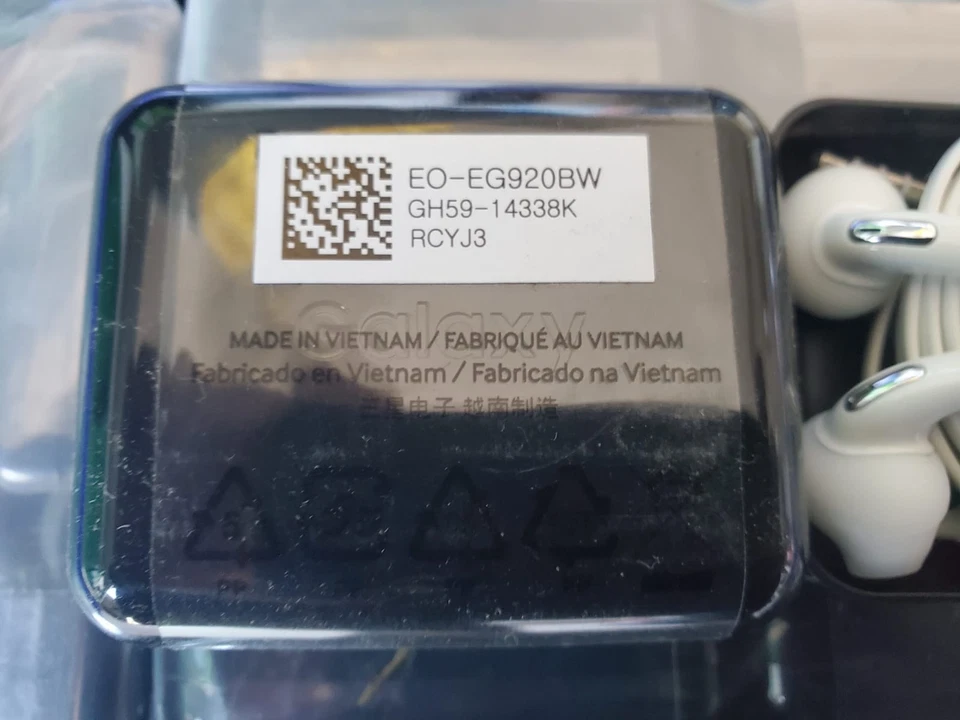 EO-EG920BW
GH59-14338K
RCYJ3
Galaxy
MADE IN VIETNAM / FABRIQUÉ AU VIETNAM
Fabricado en Vietnam / Fabricado na Vietnam
三星电子 越南制造
PP